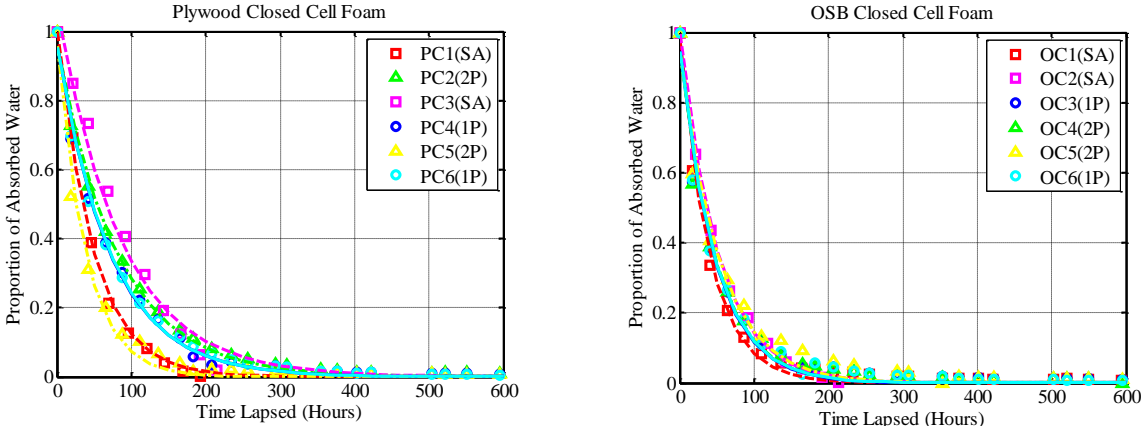 Plywood Closed Cell Foam
1
0.8
0.6
0.4
0.2
0
Proportion of Absorbed Water
PC1(SA)
PC2(2P)
PC3(SA)
PC4(1P)
PC5(2P)
PC6(1P)
0 100 200 300 400 500 600
Time Lapsed (Hours)
OSB Closed Cell Foam
1
0.8
0.6
0.4
0.2
0
Proportion of Absorbed Water
OC1(SA)
OC2(SA)
OC3(1P)
OC4(2P)
OC5(2P)
OC6(1P)
0 100 200 300 400 500 600
Time Lapsed (Hours)